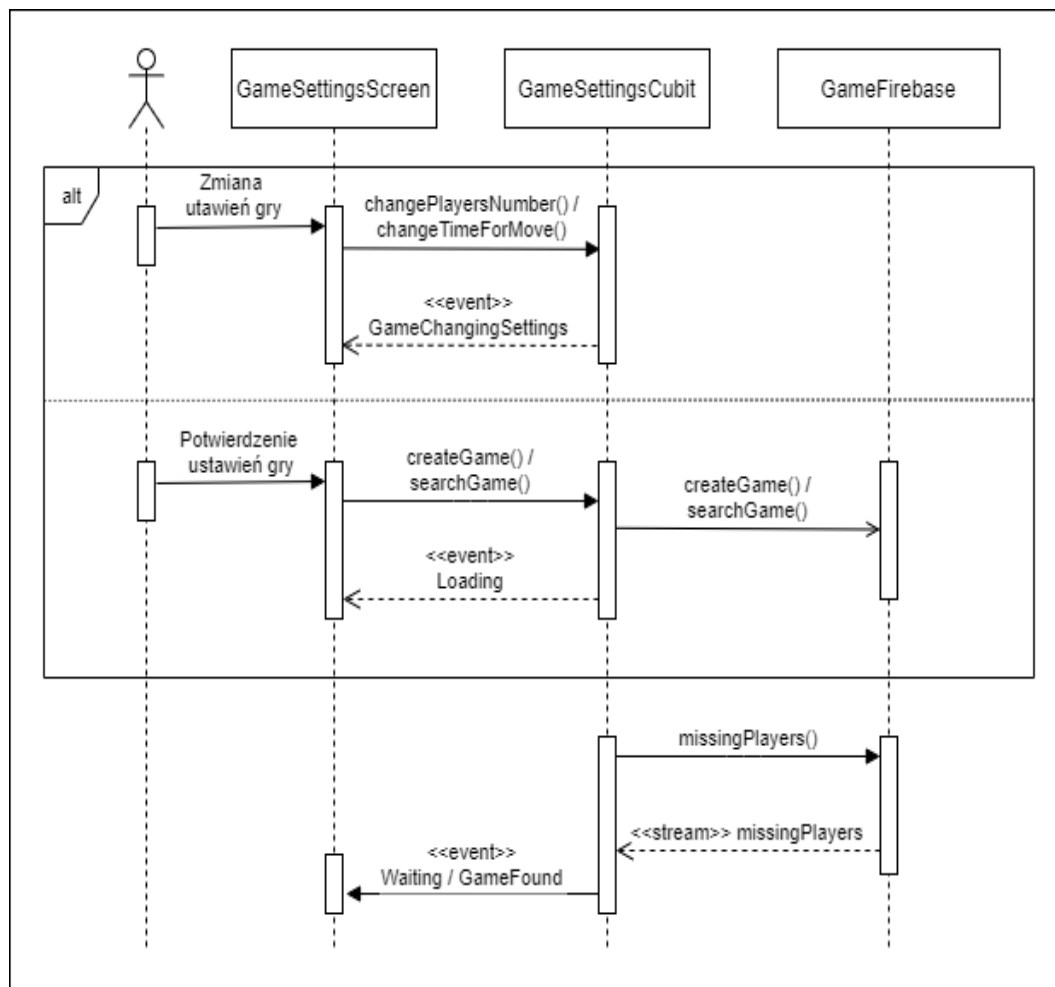 GameSettingsScreen
GameSettingsCubit
GameFirebase
alt
Zmiana
utawień gry
changePlayersNumber() /
changeTimeForMove()
<<event>>
GameChangingSettings
Potwierdzenie
ustawień gry
createGame() /
searchGame()
createGame() /
searchGame()
<<event>>
Loading
missingPlayers()
<<stream>> missingPlayers
<<event>>
Waiting / GameFound